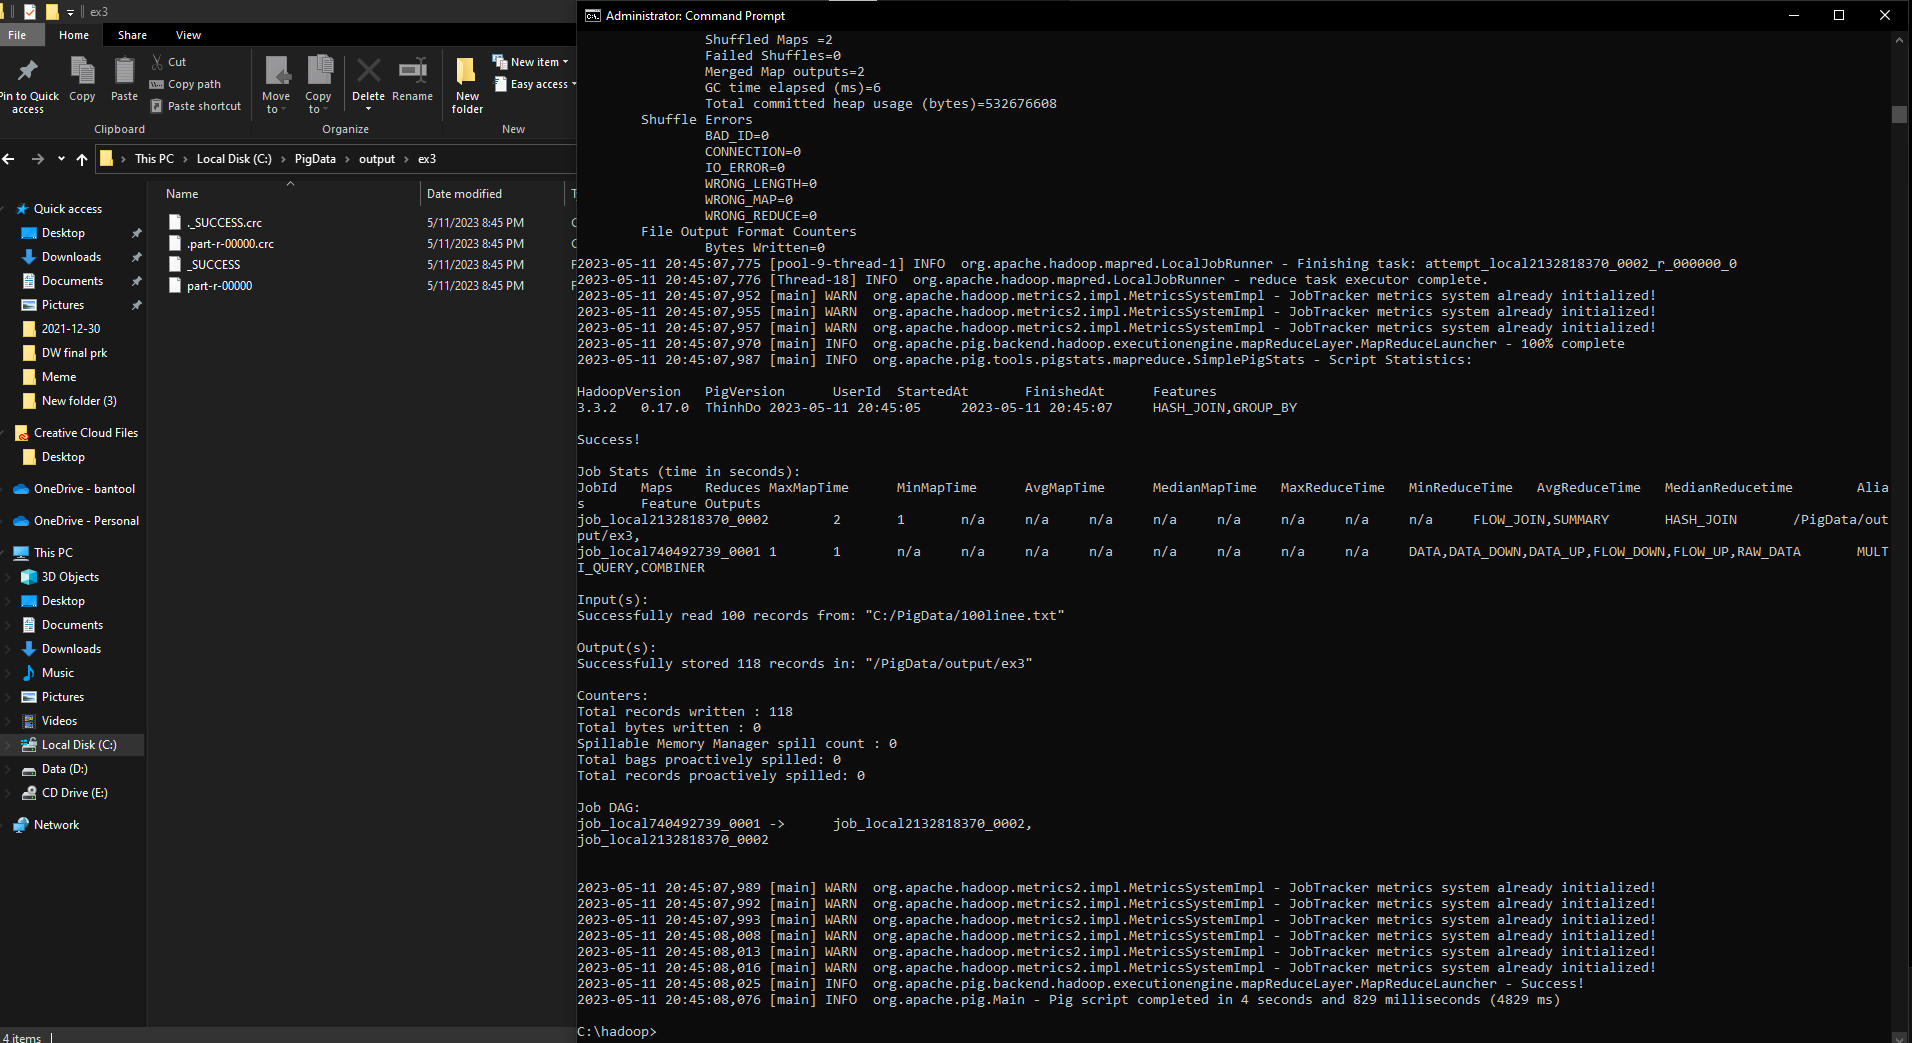 ex3
File Home Share View
Pin to Quick access
Copy
Paste
Cut
Copy path
Paste shortcut
Clipboard
Move to
Copy to
Delete
Rename
Organize
New folder
New item
Easy access
New
This PC > Local Disk (C:) > PigData > output > ex3
Name Date modified
._SUCCESS.crc 5/11/2023 8:45 PM
.part-r-00000.crc 5/11/2023 8:45 PM
_SUCCESS 5/11/2023 8:45 PM
part-r-00000 5/11/2023 8:45 PM
Quick access
Desktop
Downloads
Documents
Pictures
2021-12-30
DW final prk
Meme
New folder (3)
Creative Cloud Files
Desktop
OneDrive - bantool
OneDrive - Personal
This PC
3D Objects
Desktop
Documents
Downloads
Music
Pictures
Videos
Local Disk (C:)
Data (D:)
CD Drive (E:)
Network
4 items
Administrator: Command Prompt
Shuffled Maps =2
Failed Shuffles=0
Merged Map outputs=2
GC time elapsed (ms)=6
Total committed heap usage (bytes)=532676608
Shuffle Errors
BAD_ID=0
CONNECTION=0
IO_ERROR=0
WRONG_LENGTH=0
WRONG_MAP=0
WRONG_REDUCE=0
File Output Format Counters
Bytes Written=0
2023-05-11 20:45:07,775 [pool-9-thread-1] INFO org.apache.hadoop.mapred.LocalJobRunner - Finishing task: attempt_local2132818370_0002_r_000000_0
2023-05-11 20:45:07,776 [Thread-18] INFO org.apache.hadoop.mapred.LocalJobRunner - reduce task executor complete.
2023-05-11 20:45:07,952 [main] WARN org.apache.hadoop.metrics2.impl.MetricsSystemImpl - JobTracker metrics system already initialized!
2023-05-11 20:45:07,955 [main] WARN org.apache.hadoop.metrics2.impl.MetricsSystemImpl - JobTracker metrics system already initialized!
2023-05-11 20:45:07,957 [main] WARN org.apache.hadoop.metrics2.impl.MetricsSystemImpl - JobTracker metrics system already initialized!
2023-05-11 20:45:07,970 [main] INFO org.apache.pig.backend.hadoop.executionengine.mapReduceLayer.MapReduceLauncher - 100% complete
2023-05-11 20:45:07,987 [main] INFO org.apache.pig.tools.pigstats.mapreduce.SimplePigStats - Script Statistics:
HadoopVersion PigVersion UserId StartedAt FinishedAt Features
3.3.2 0.17.0 ThinhDo 2023-05-11 20:45:05 2023-05-11 20:45:07 HASH_JOIN,GROUP_BY
Success!
Job Stats (time in seconds):
JobId Maps Reduces MaxMapTime MinMapTime AvgMapTime MedianMapTime MaxReduceTime MinReduceTime AvgReduceTime MedianReducetime Alia
s Feature Outputs
job_local2132818370_0002 2 1 n/a n/a n/a n/a n/a n/a n/a n/a FLOW_JOIN,SUMMARY HASH_JOIN /PigData/out
put/ex3,
job_local740492739_0001 1 1 n/a n/a n/a n/a n/a n/a n/a n/a DATA,DATA_DOWN,DATA_UP,FLOW_DOWN,FLOW_UP,RAW_DATA MULT
I_QUERY,COMBINER
Input(s):
Successfully read 100 records from: "C:/PigData/100linee.txt"
Output(s):
Successfully stored 118 records in: "/PigData/output/ex3"
Counters:
Total records written : 118
Total bytes written : 0
Spillable Memory Manager spill count : 0
Total bags proactively spilled: 0
Total records proactively spilled: 0
Job DAG:
job_local740492739_0001 -> job_local2132818370_0002,
job_local2132818370_0002
2023-05-11 20:45:07,989 [main] WARN org.apache.hadoop.metrics2.impl.MetricsSystemImpl - JobTracker metrics system already initialized!
2023-05-11 20:45:07,992 [main] WARN org.apache.hadoop.metrics2.impl.MetricsSystemImpl - JobTracker metrics system already initialized!
2023-05-11 20:45:07,993 [main] WARN org.apache.hadoop.metrics2.impl.MetricsSystemImpl - JobTracker metrics system already initialized!
2023-05-11 20:45:08,008 [main] WARN org.apache.hadoop.metrics2.impl.MetricsSystemImpl - JobTracker metrics system already initialized!
2023-05-11 20:45:08,013 [main] WARN org.apache.hadoop.metrics2.impl.MetricsSystemImpl - JobTracker metrics system already initialized!
2023-05-11 20:45:08,016 [main] WARN org.apache.hadoop.metrics2.impl.MetricsSystemImpl - JobTracker metrics system already initialized!
2023-05-11 20:45:08,025 [main] INFO org.apache.pig.backend.hadoop.executionengine.mapReduceLayer.MapReduceLauncher - Success!
2023-05-11 20:45:08,076 [main] INFO org.apache.pig.Main - Pig script completed in 4 seconds and 829 milliseconds (4829 ms)
C:\hadoop>